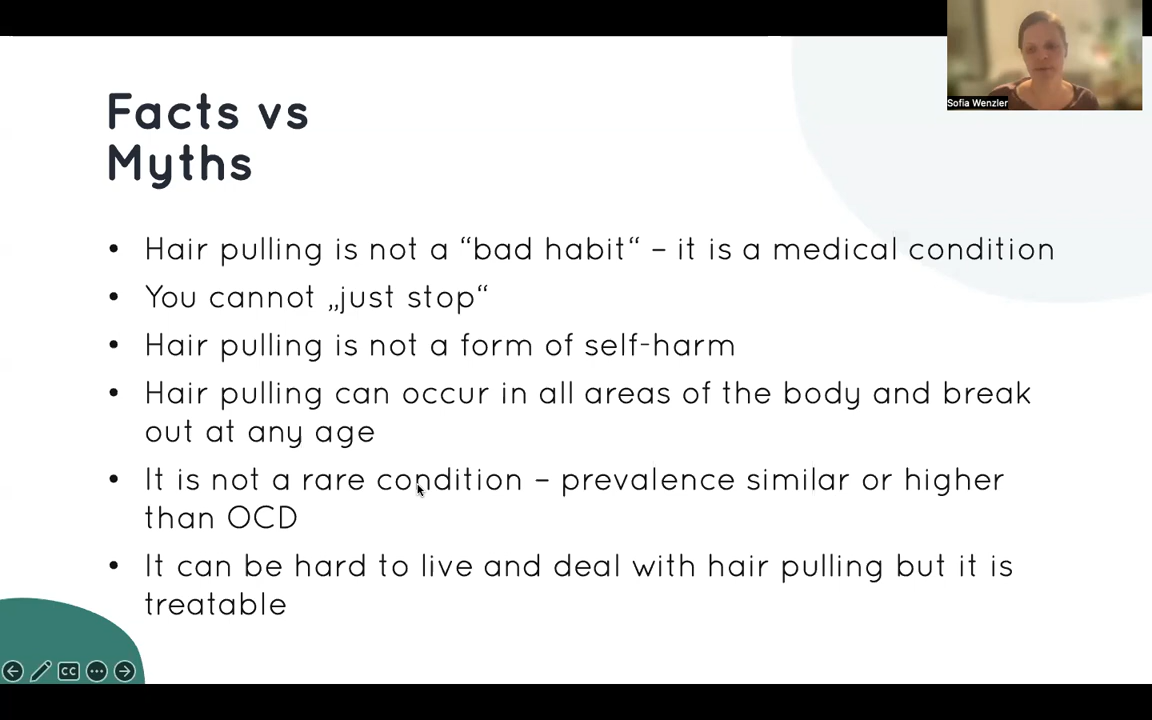 Sofia Wenzler
Facts vs
Myths
• Hair pulling is not a “bad habit“ – it is a medical condition
• You cannot „just stop“
• Hair pulling is not a form of self-harm
• Hair pulling can occur in all areas of the body and break
out at any age
• It is not a rare condition – prevalence similar or higher
than OCD
• It can be hard to live and deal with hair pulling but it is
treatable
CC